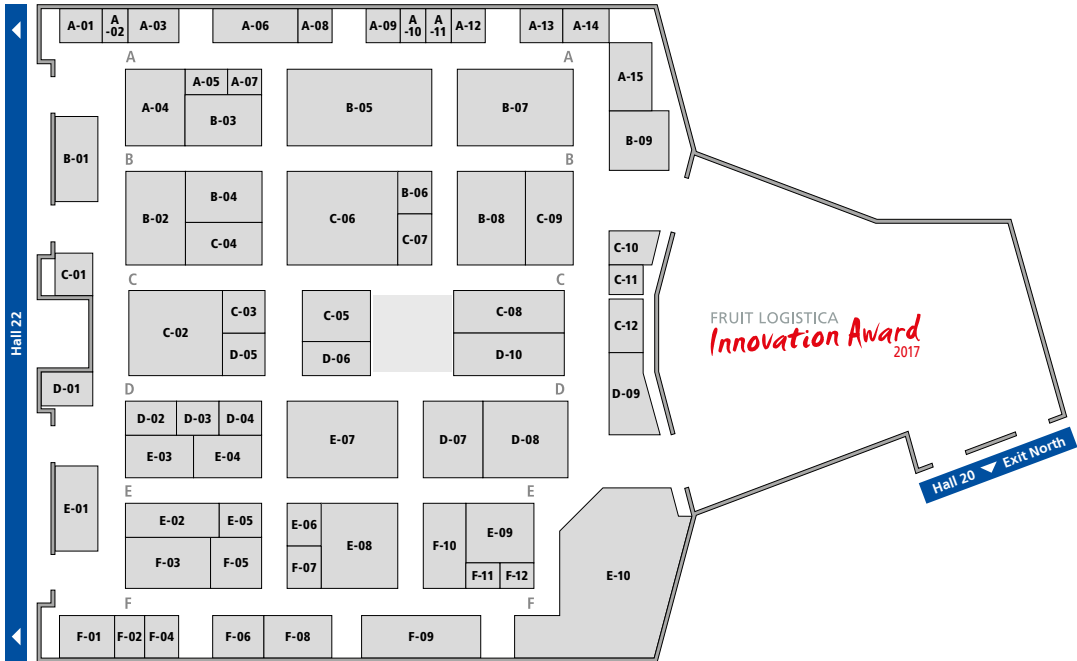 A-01
A
-02
A-03
A-06
A-08
A-09
A
-10
A
-11
A-12
A-13
A-14
A
A
A-15
A-04
A-05
A-07
B-03
B-05
B-07
B-09
B-01
B
B
B-02
B-04
C-04
C-06
B-06
C-07
B-08
C-09
C-10
C-01
C
C
C-11
C-02
C-03
D-05
C-05
D-06
C-08
D-10
C-12
D-09
FRUIT LOGISTICA
Innovation Award
2017
Hall 22
D-01
D
D
D-02
D-03
D-04
E-03
E-04
E-07
D-07
D-08
Hall 20
Exit North
E-01
E
E
E-02
E-05
F-03
F-05
E-06
F-07
E-08
F-10
E-09
F-11
F-12
E-10
F
F
F-01
F-02
F-04
F-06
F-08
F-09